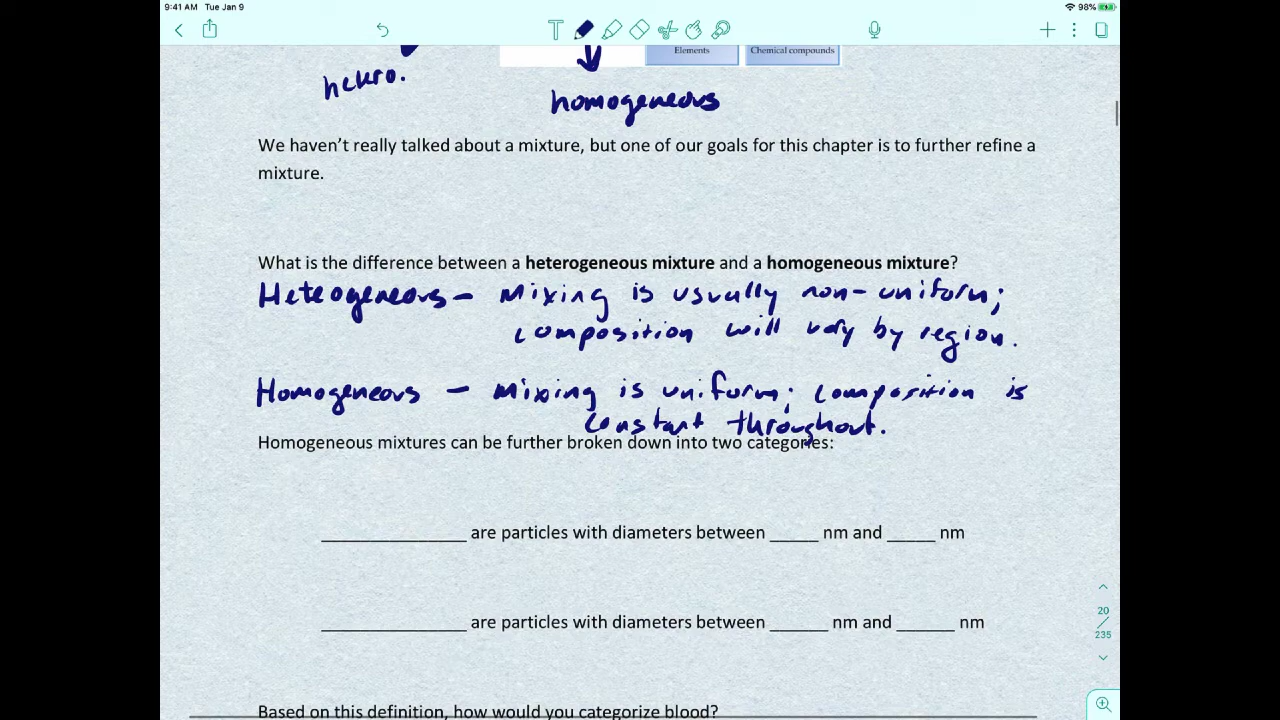 9:41 AM Tue Jan 9
98%
Elements
Chemical compounds
hetero.
homogeneous
We haven't really talked about a mixture, but one of our goals for this chapter is to further refine a
mixture.
What is the difference between a heterogeneous mixture and a homogeneous mixture?
Heteogeneous - Mixing is usually non-uniform;
composition will vary by region.
Homogeneous - Mixing is uniform; composition is
constant throughout.
Homogeneous mixtures can be further broken down into two categories:
_______________ are particles with diameters between _____ nm and _____ nm
_______________ are particles with diameters between ______ nm and ______ nm
20
/
235
Based on this definition, how would you categorize blood?